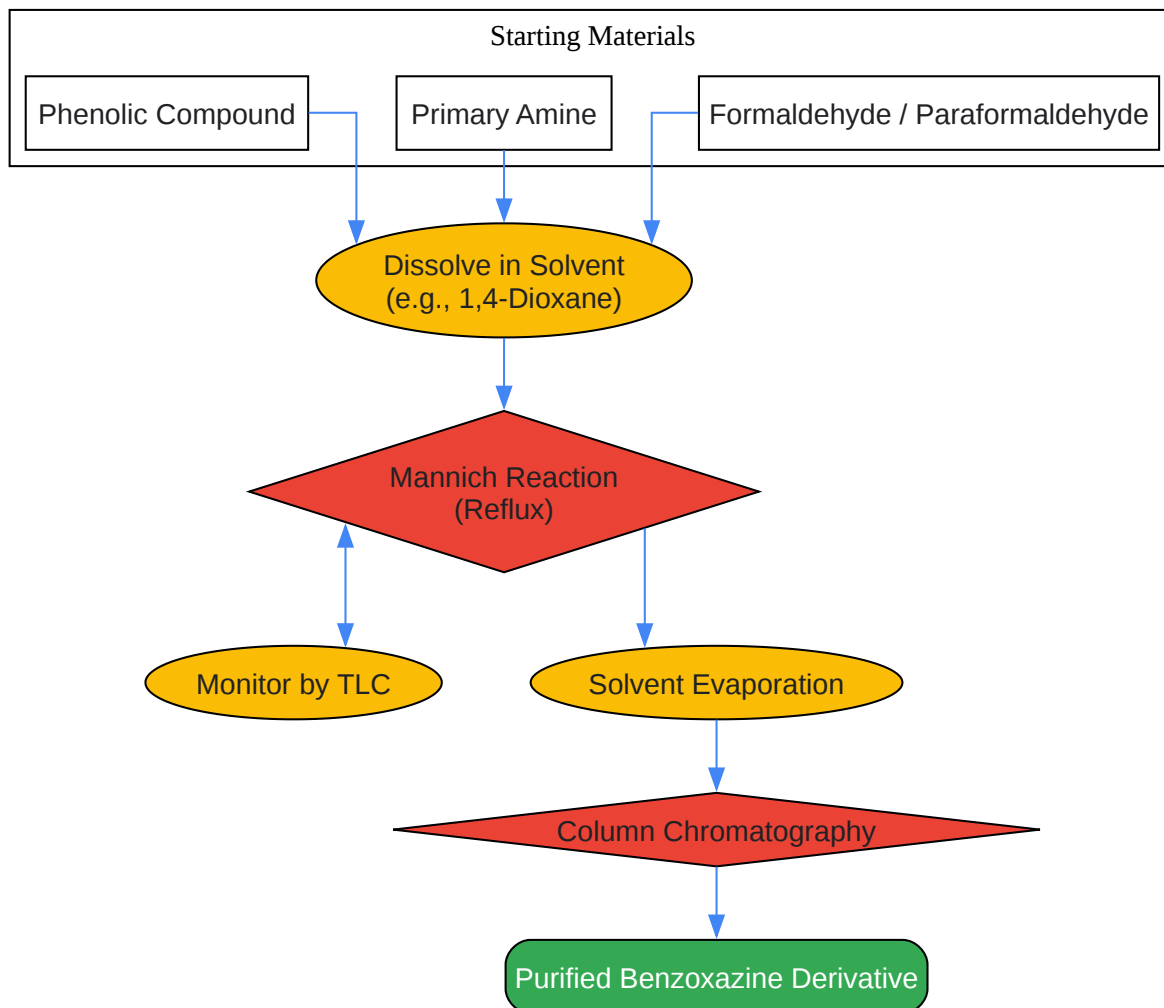 Starting Materials
Phenolic Compound
Primary Amine
Formaldehyde / Paraformaldehyde
Dissolve in Solvent
(e.g., 1,4-Dioxane)
Mannich Reaction
(Reflux)
Monitor by TLC
Solvent Evaporation
Column Chromatography
Purified Benzoxazine Derivative